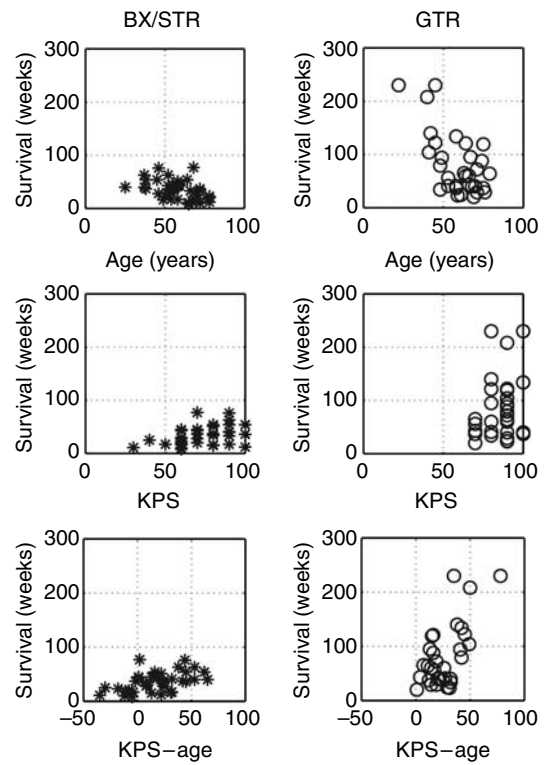 BX/STR GTR
300 300
200 200
100 100
0 0
0 50 100 0 50 100
Survival (weeks) Survival (weeks)
Age (years) Age (years)
300 300
200 200
100 100
0 0
0 50 100 0 50 100
Survival (weeks) Survival (weeks)
KPS KPS
300 300
200 200
100 100
0 0
–50 0 50 100 –50 0 50 100
Survival (weeks) Survival (weeks)
KPS–age KPS–age